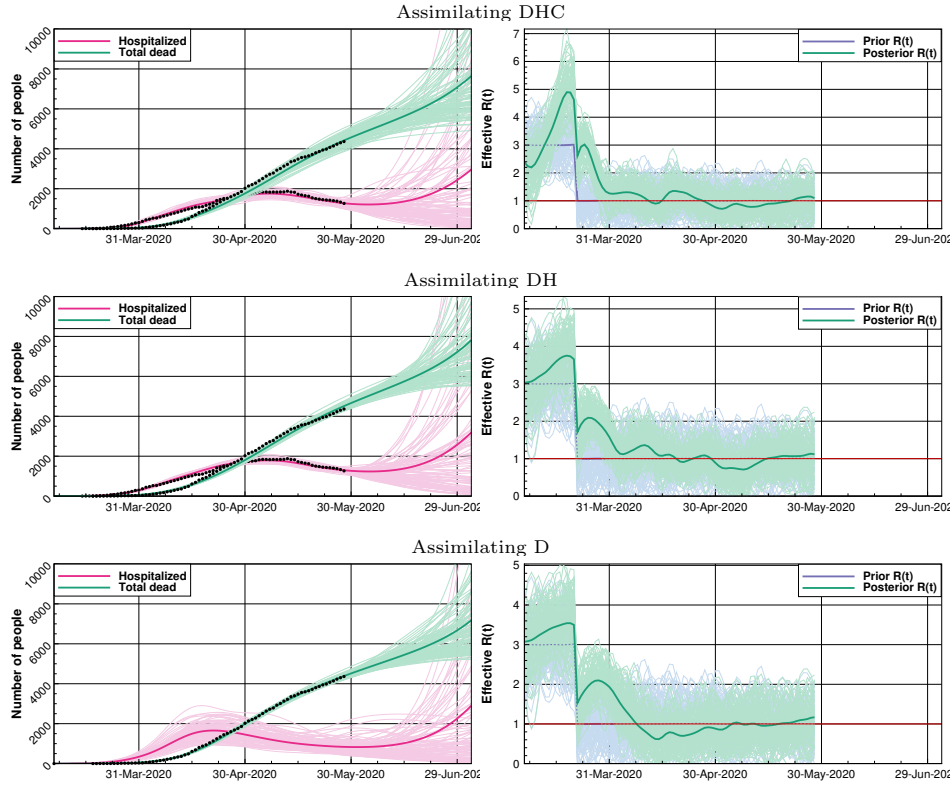 Assimilating DHC
Number of people
10000
8000
6000
4000
2000
0
Hospitalized
Total dead
31-Mar-2020
30-Apr-2020
30-May-2020
29-Jun-202
Effective R(t)
7
6
5
4
3
2
1
0
Prior R(t)
Posterior R(t)
31-Mar-2020
30-Apr-2020
30-May-2020
29-Jun-202
Assimilating DH
Number of people
10000
8000
6000
4000
2000
0
Hospitalized
Total dead
31-Mar-2020
30-Apr-2020
30-May-2020
29-Jun-202
Effective R(t)
5
4
3
2
1
0
Prior R(t)
Posterior R(t)
31-Mar-2020
30-Apr-2020
30-May-2020
29-Jun-202
Assimilating D
Number of people
10000
8000
6000
4000
2000
0
Hospitalized
Total dead
31-Mar-2020
30-Apr-2020
30-May-2020
29-Jun-202
Effective R(t)
5
4
3
2
1
0
Prior R(t)
Posterior R(t)
31-Mar-2020
30-Apr-2020
30-May-2020
29-Jun-202